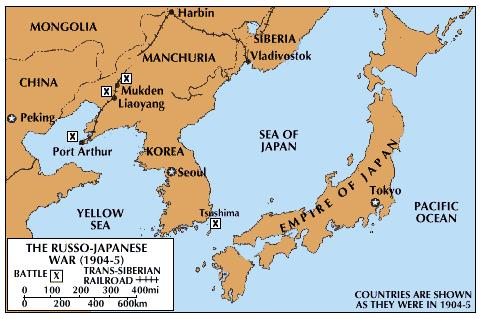 Harbin
MONGOLIA
SIBERIA
MANCHURIA
Vladivostok
CHINA
X
X
Mukden
Liaoyang
Peking
X
Port Arthur
KOREA
SEA OF
JAPAN
Seoul
EMPIRE OF JAPAN
Tokyo
PACIFIC
OCEAN
YELLOW
SEA
Tsushima
X
THE RUSSO-JAPANESE
WAR (1904-5)
BATTLE X TRANS-SIBERIAN
RAILROAD
0 100 200 300 400mi
0 200 400 600km
COUNTRIES ARE SHOWN
AS THEY WERE IN 1904-5